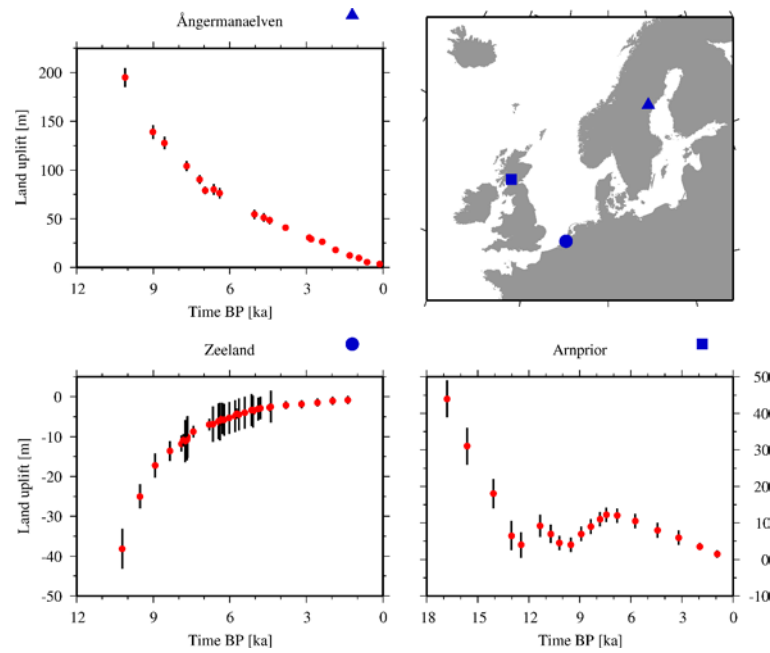 Ångermanaelven
200
150
100
50
0
Land uplift [m]
12 9 6 3 0
Time BP [ka]
Zeeland
0
-10
-20
-30
-40
-50
Land uplift [m]
12 9 6 3 0
Time BP [ka]
Arnprior
50
40
30
20
10
0
-10
18 15 12 9 6 3 0
Time BP [ka]